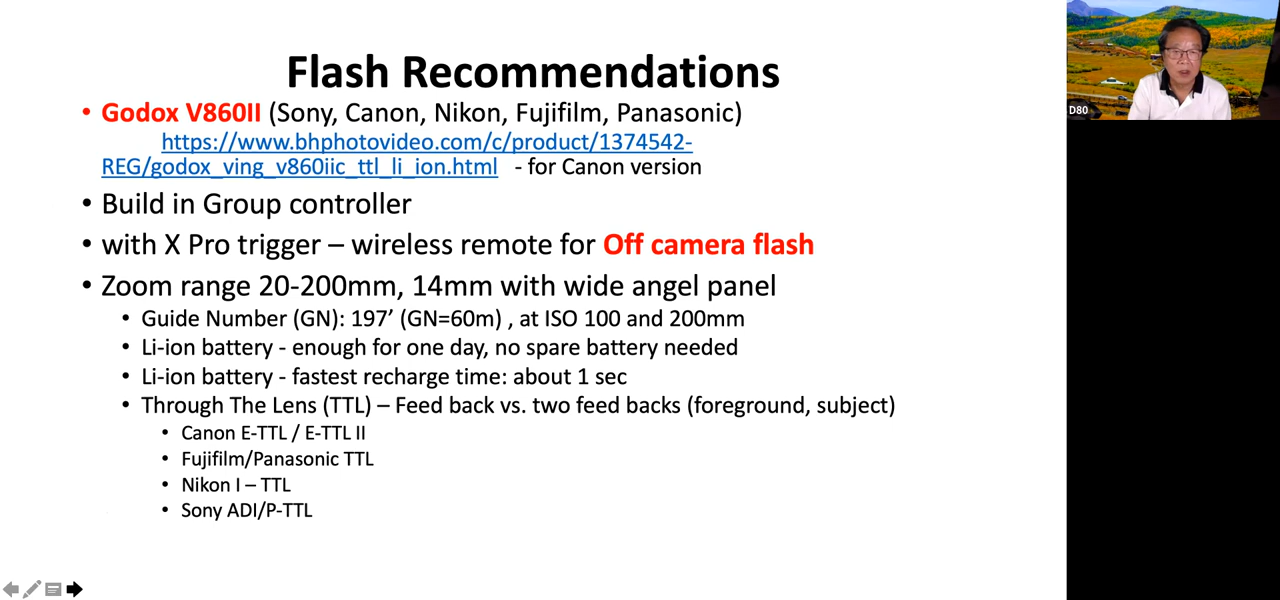 Flash Recommendations
• Godox V860II (Sony, Canon, Nikon, Fujifilm, Panasonic)
https://www.bhphotovideo.com/c/product/1374542-
REG/godox_ving_v860iic_ttl_li_ion.html - for Canon version
• Build in Group controller
• with X Pro trigger – wireless remote for Off camera flash
• Zoom range 20-200mm, 14mm with wide angel panel
• Guide Number (GN): 197’ (GN=60m) , at ISO 100 and 200mm
• Li-ion battery - enough for one day, no spare battery needed
• Li-ion battery - fastest recharge time: about 1 sec
• Through The Lens (TTL) – Feed back vs. two feed backs (foreground, subject)
• Canon E-TTL / E-TTL II
• Fujifilm/Panasonic TTL
• Nikon I – TTL
• Sony ADI/P-TTL
D80